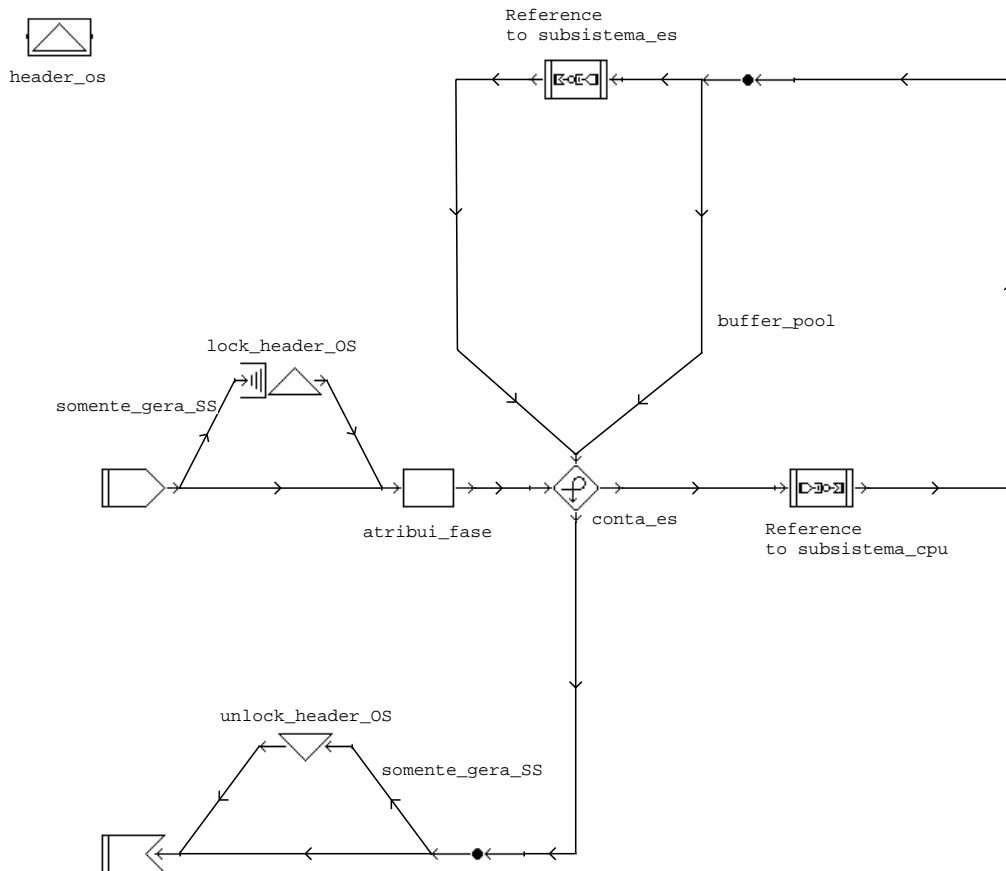 Reference
to subsistema_es
header_os
buffer_pool
lock_header_OS
somente_gera_SS
atribui_fase
conta_es
Reference
to subsistema_cpu
unlock_header_OS
somente_gera_SS